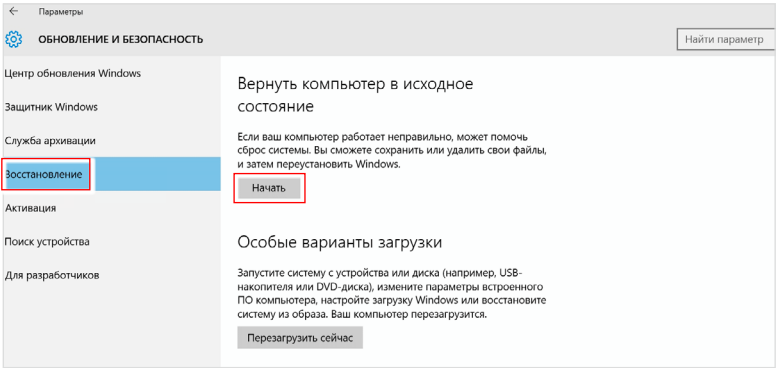 Параметры
ОБНОВЛЕНИЕ И БЕЗОПАСНОСТЬ
Найти параметр
Центр обновления Windows
Защитник Windows
Служба архивации
Восстановление
Активация
Поиск устройства
Для разработчиков
Вернуть компьютер в исходное
состояние
Если ваш компьютер работает неправильно, может помочь
сброс системы. Вы сможете сохранить или удалить свои файлы,
и затем переустановить Windows.
Начать
Особые варианты загрузки
Запустите систему с устройства или диска (например, USB-
накопителя или DVD-диска), измените параметры встроенного
ПО компьютера, настройте загрузку Windows или восстановите
систему из образа. Ваш компьютер перезагрузится.
Перезагрузить сейчас